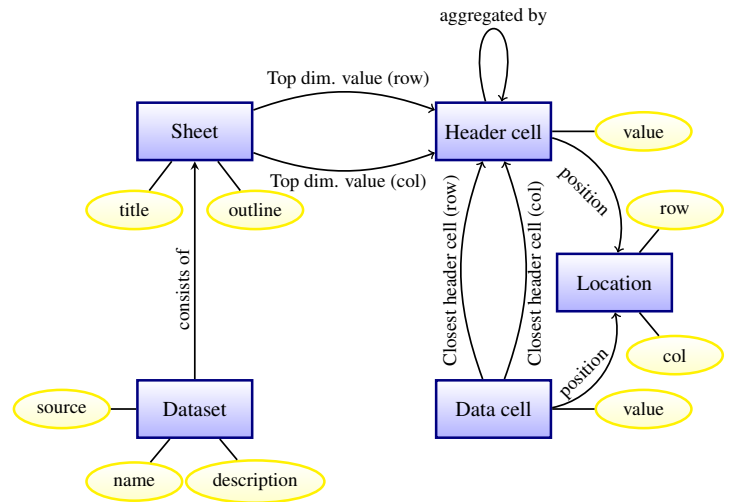 aggregated by
Top dim. value (row)
Sheet
Header cell
value
Top dim. value (col)
position
title
outline
row
Closest header cell (row)
Closest header cell (col)
consists of
Location
col
position
source
Dataset
Data cell
value
name
description